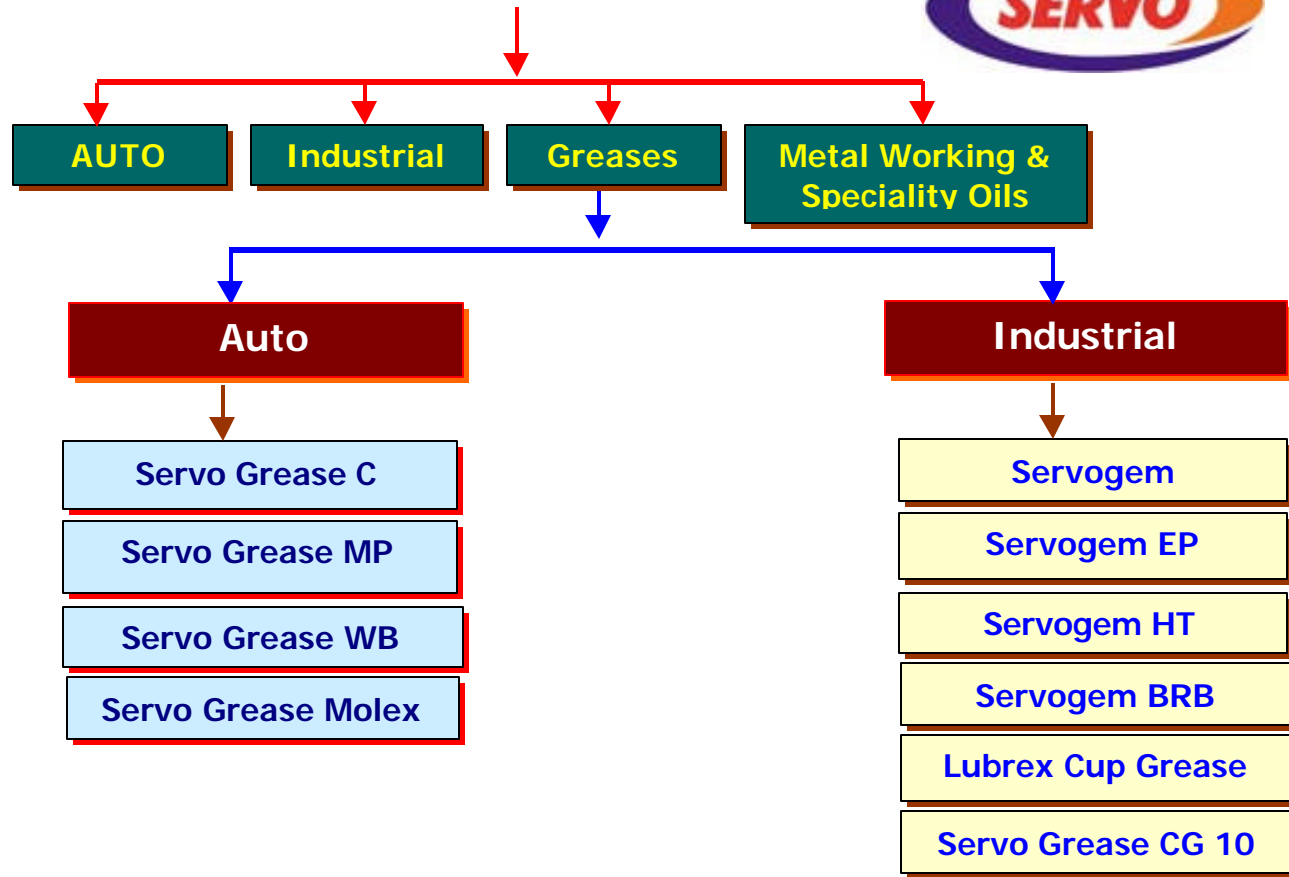 SERVO
AUTO
Industrial
Greases
Metal Working &
Speciality Oils
Auto
Industrial
Servo Grease C
Servo Grease MP
Servo Grease WB
Servo Grease Molex
Servogem
Servogem EP
Servogem HT
Servogem BRB
Lubrex Cup Grease
Servo Grease CG 10